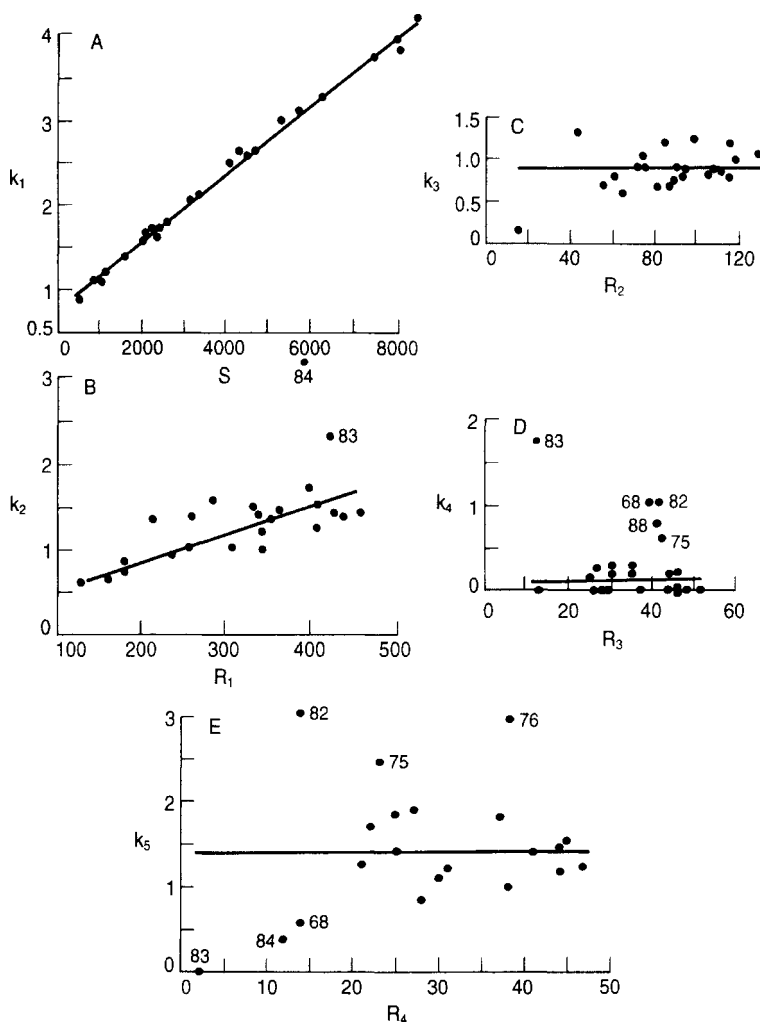 A
4
3
2
1
0.5
k₁
0 2000 4000 6000 8000
S
C
1.5
1.0
0.5
0
k₃
0 40 80 120
R₂
B
84
83
3
2
1
0
k₂
100 200 300 400 500
R₁
D
2
1
0
k₄
83
68 82
88
75
0 20 40 60
R₃
E
3
2
1
0
k₅
82
76
75
68
84
83
0 10 20 30 40 50
R₄